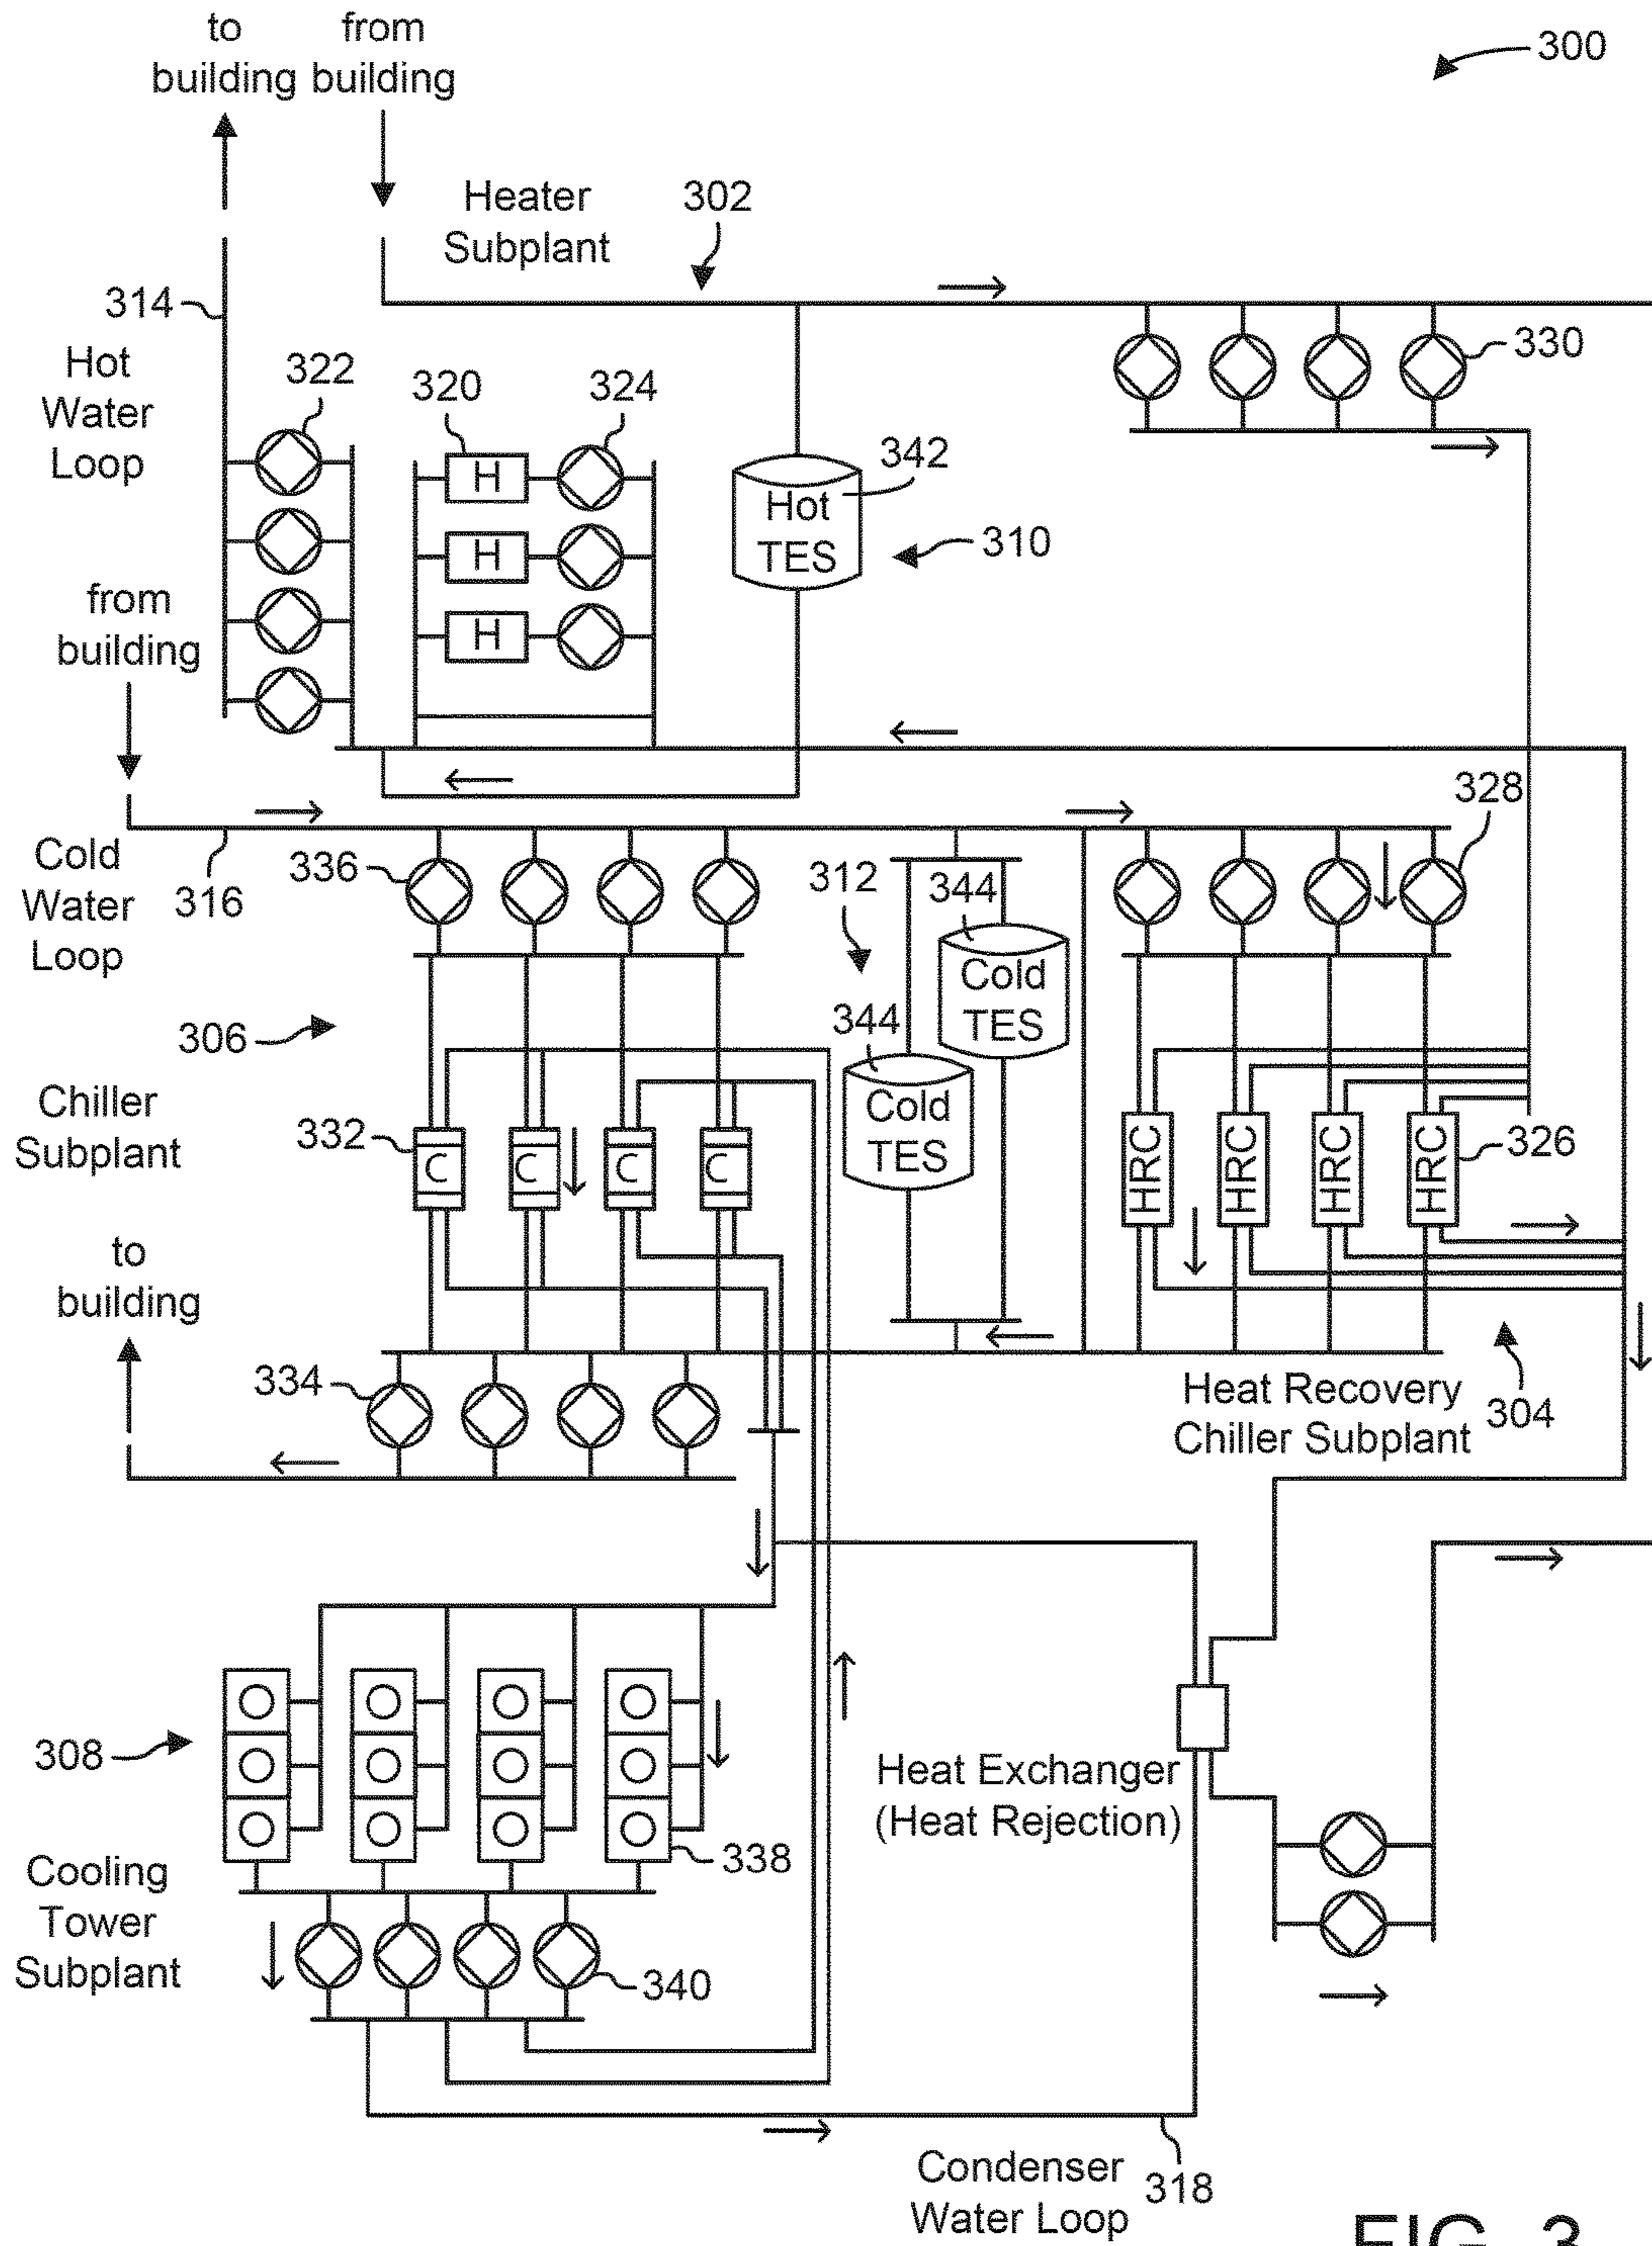 to
building
from
building
300
Heater
Subplant
302
314
Hot
Water
Loop
322
320
324
330
H
H
H
Hot
TES
342
310
from
building
328
Cold
Water
Loop
316
336
312
344
Cold
TES
344
Cold
TES
306
Chiller
Subplant
332
C
C
C
C
HRC
HRC
HRC
HRC
326
to
building
334
Heat Recovery
Chiller Subplant
304
308
Heat Exchanger
(Heat Rejection)
338
Cooling
Tower
Subplant
340
Condenser
Water Loop
318
FIG. 3